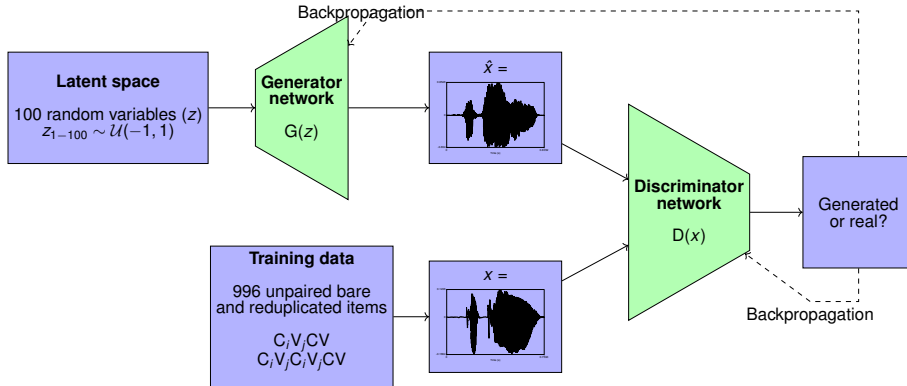 Backpropagation
Latent space
100 random variables (z)
z₁₋₁₀₀ ∼ 𝒰(−1, 1)
Generator
network
G(z)
x̂ =
Discriminator
network
D(x)
Generated
or real?
Training data
996 unpaired bare
and reduplicated items
CᵢVⱼCV
CᵢVⱼCᵢVⱼCV
x =
Backpropagation